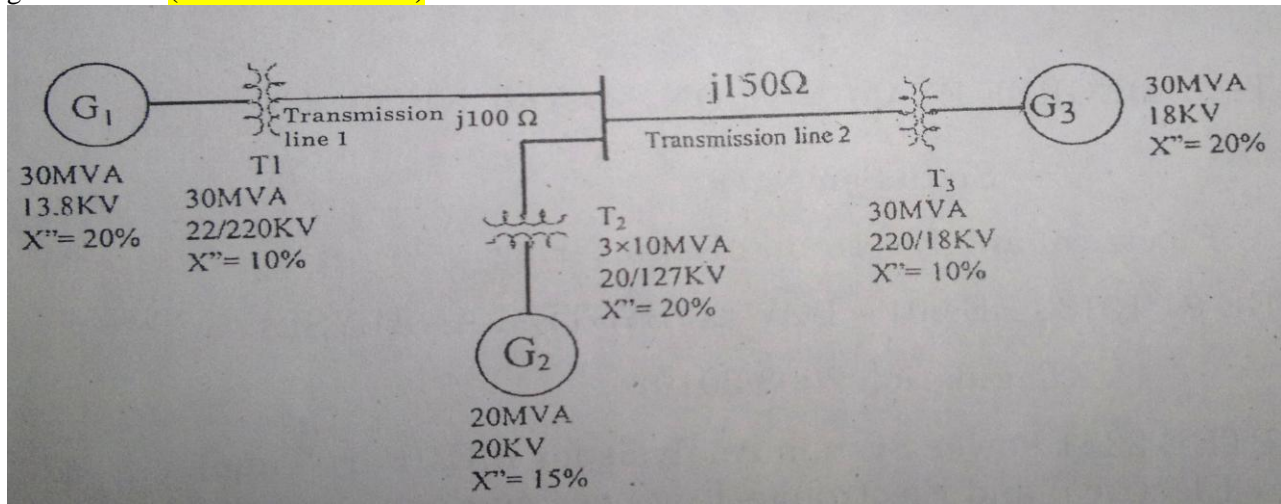 G1
30MVA
13.8KV
X"= 20%
T1
30MVA
22/220KV
X"= 10%
Transmission
line 1
j100 Ω
j150Ω
Transmission line 2
T2
3×10MVA
20/127KV
X"= 20%
G2
20MVA
20KV
X"= 15%
T3
30MVA
220/18KV
X"= 10%
G3
30MVA
18KV
X"= 20%